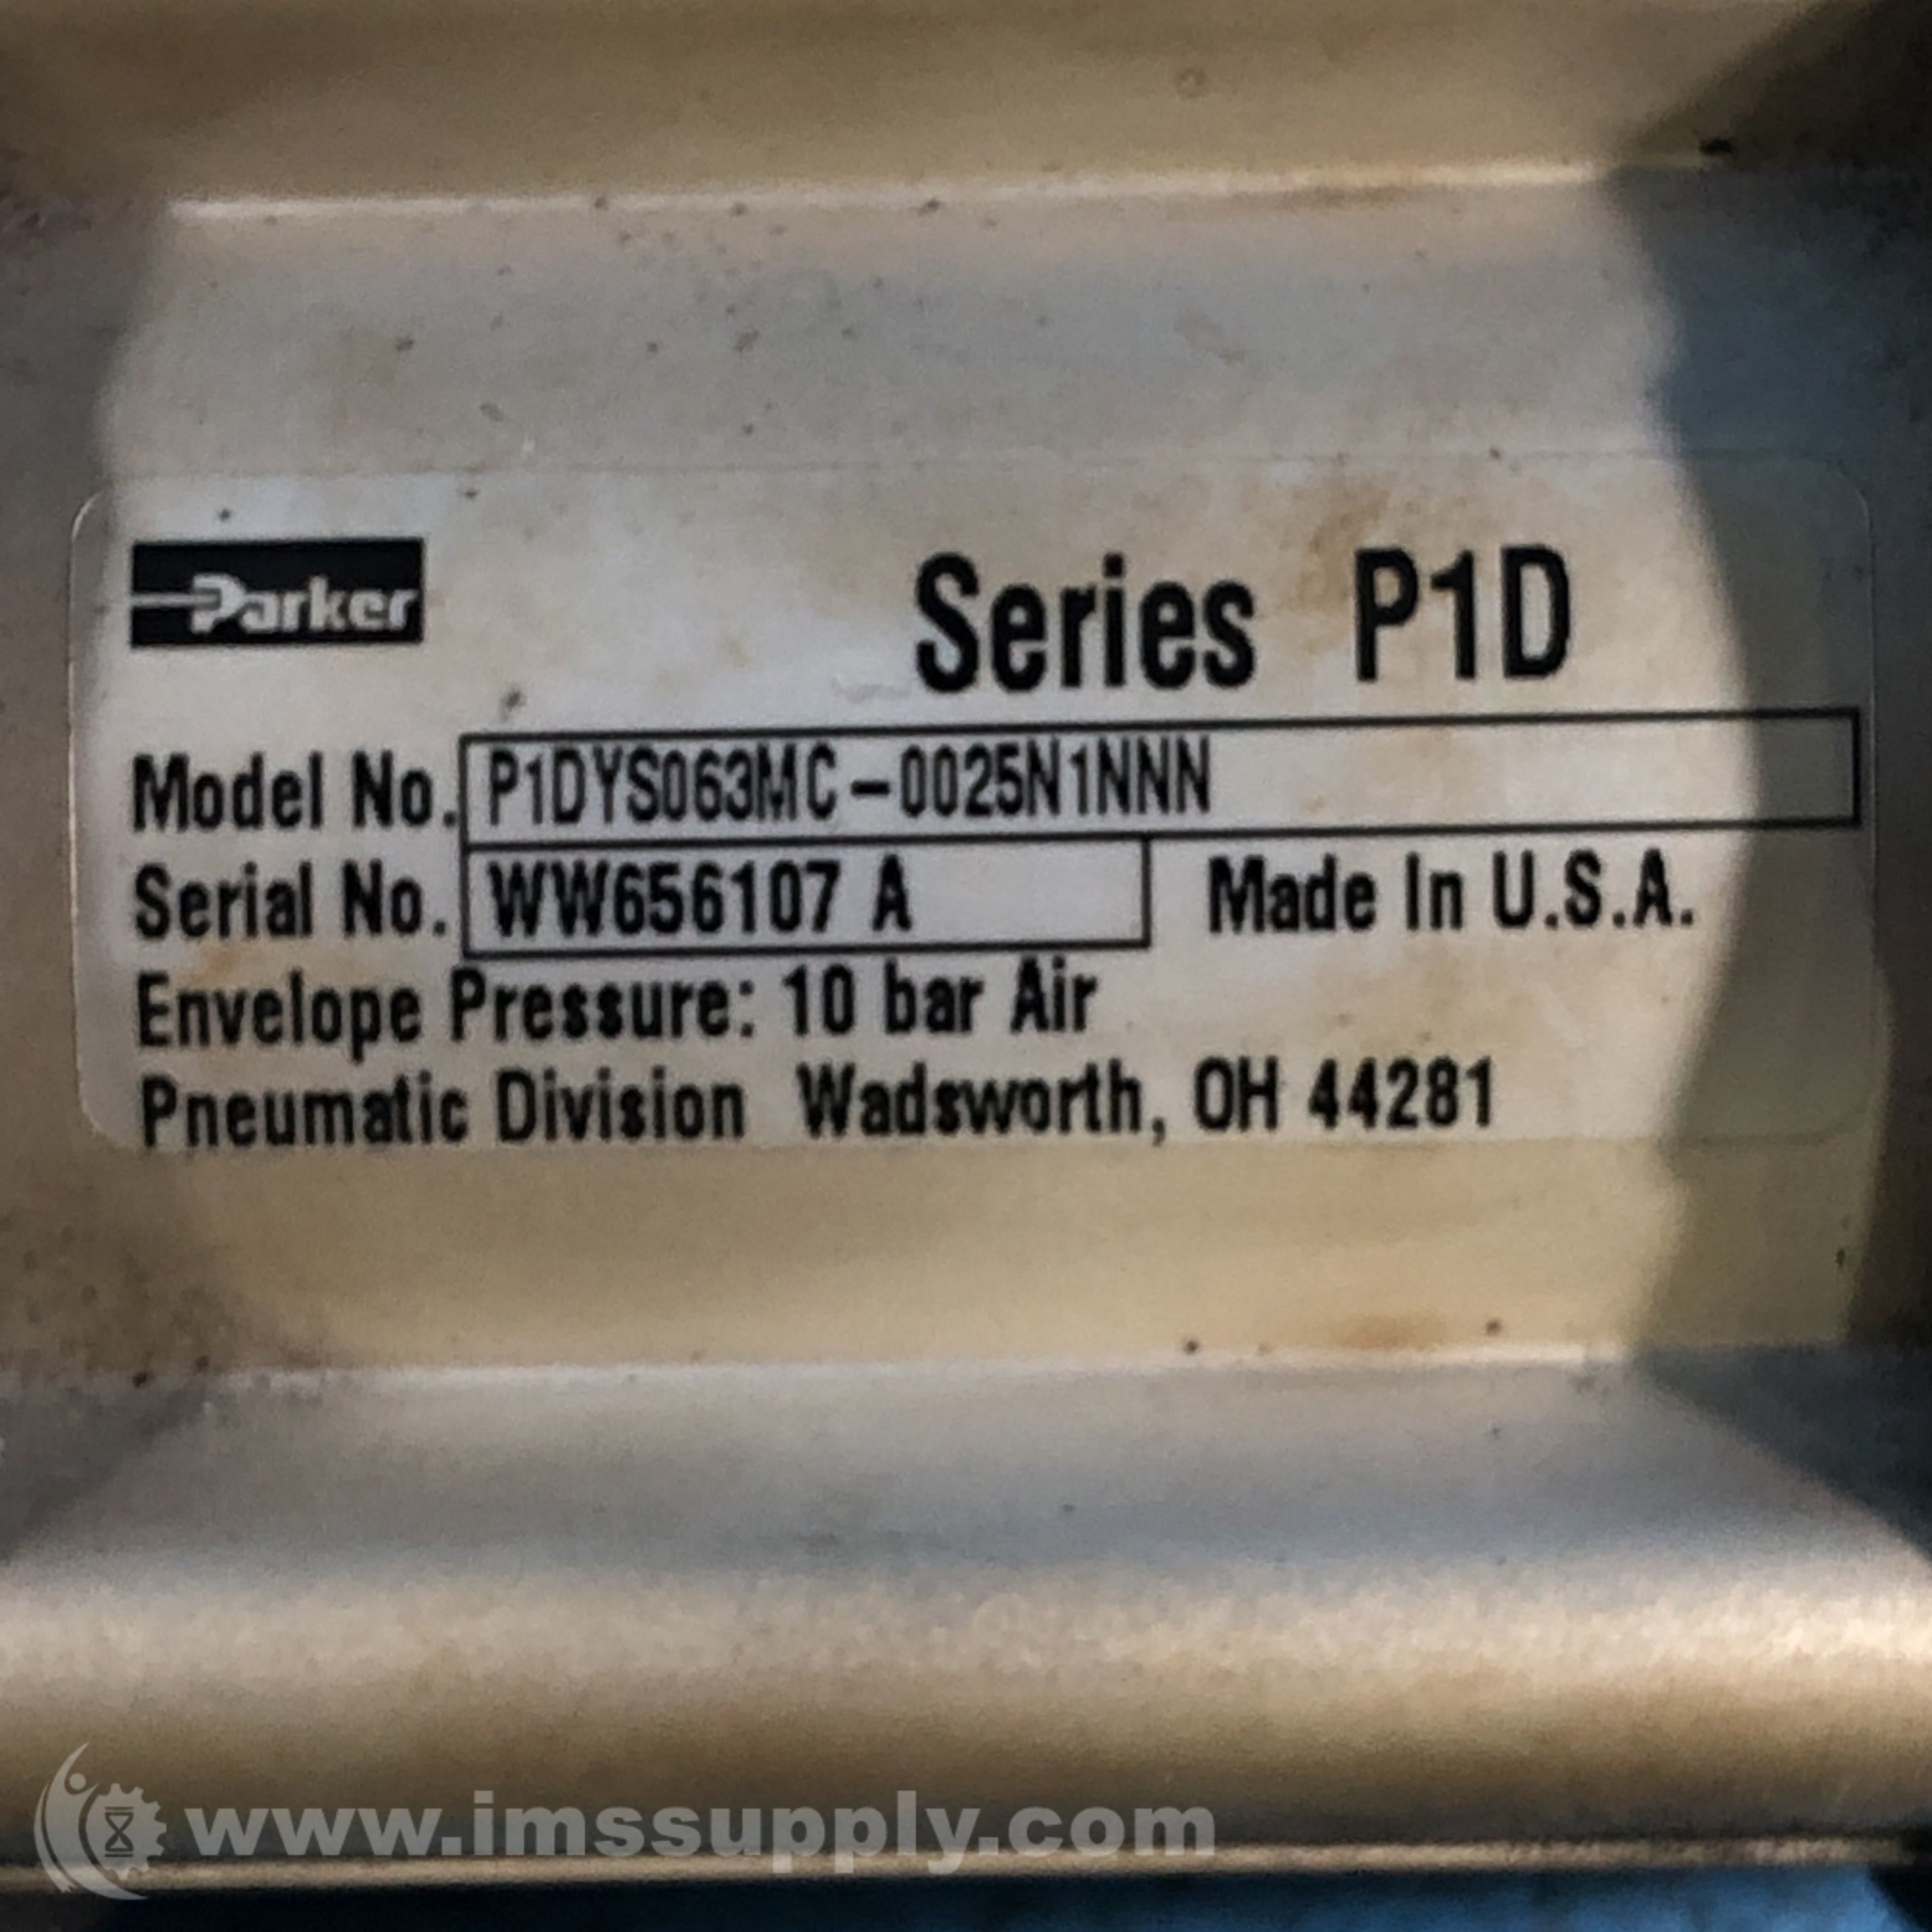 Parker
Series P1D
Model No. P1DYS063MC-0025N1NNN
Serial No. WW656107 A Made In U.S.A.
Envelope Pressure: 10 bar Air
Pneumatic Division Wadsworth, OH 44281
www.imssupply.com